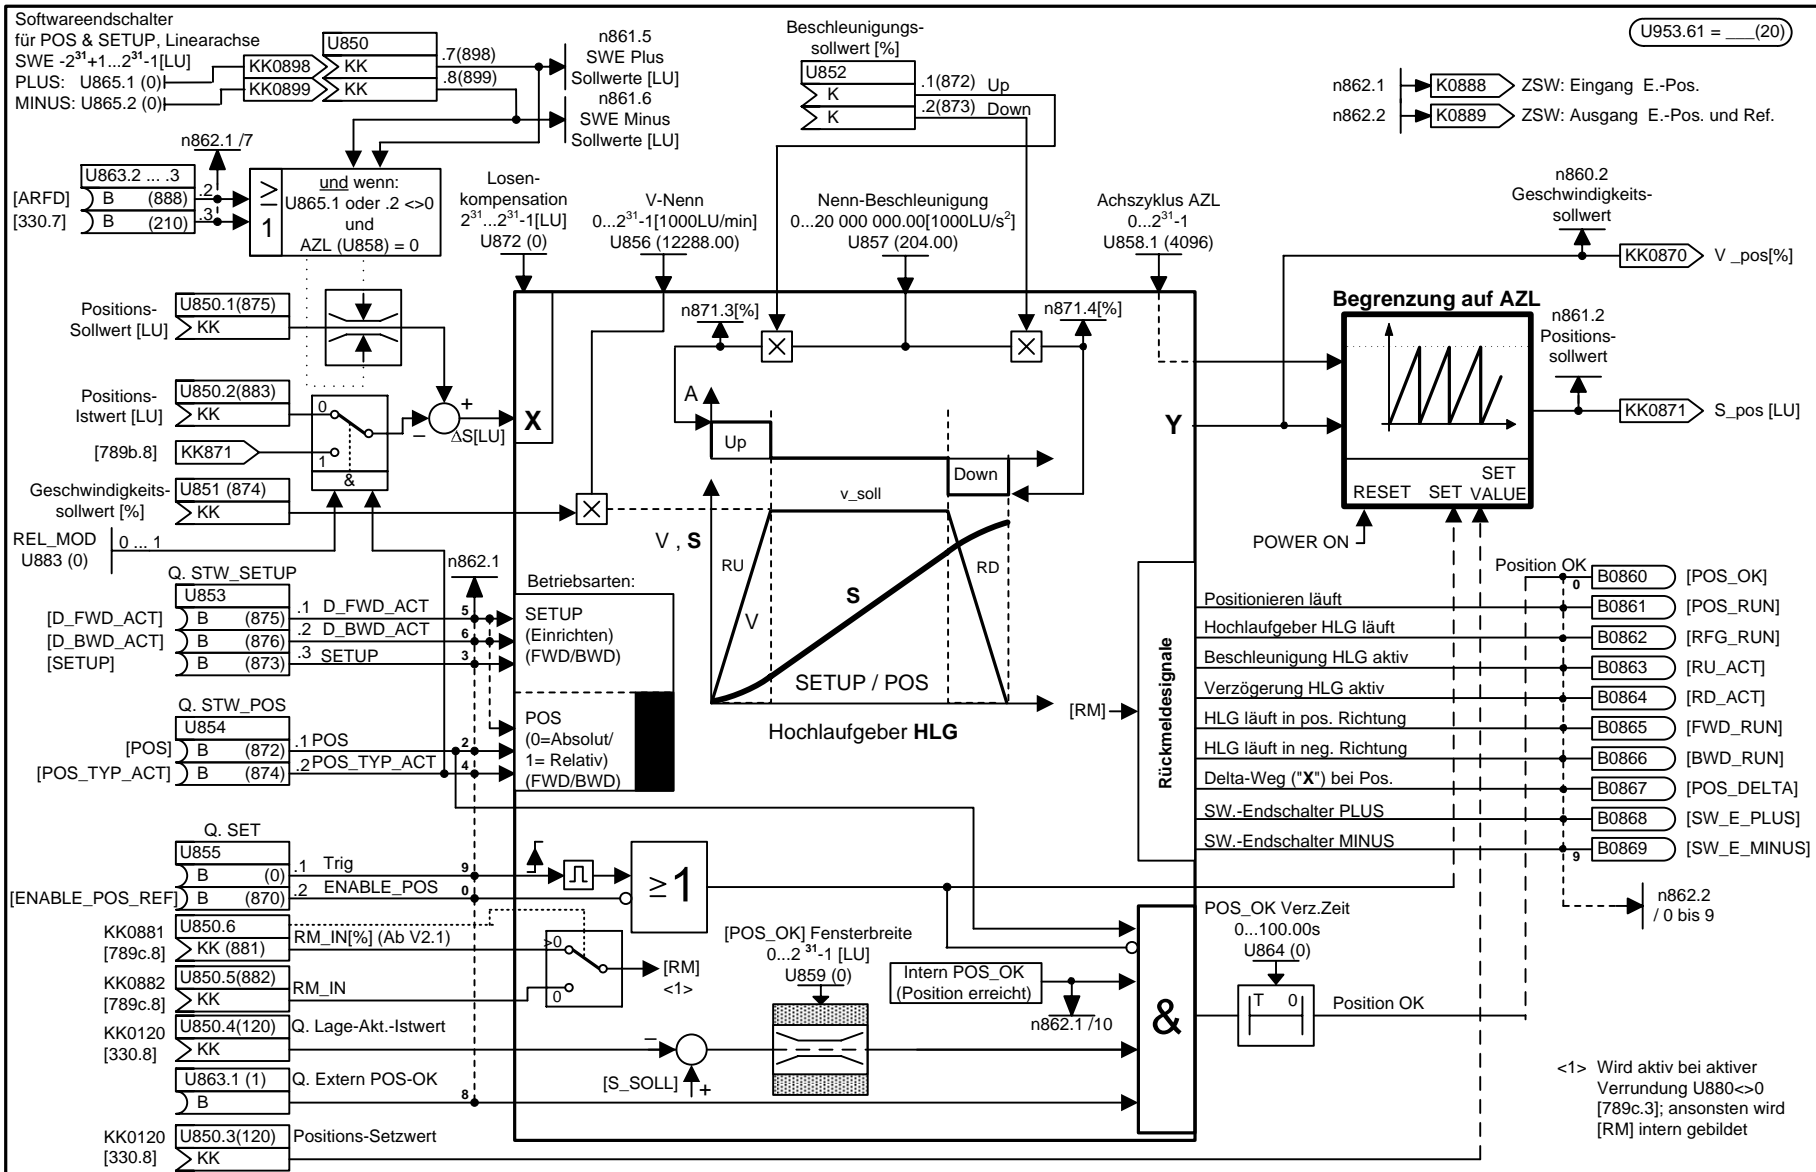 Softwareendschalter
für POS & SETUP, Linearachse
SWE -2³¹+1...2³¹-1[LU]
PLUS: U865.1 (0)
MINUS: U865.2 (0)
KK0898
KK0899
U850
KK
KK
.7(898)
.8(899)
n861.5
SWE Plus
Sollwerte [LU]
n861.6
SWE Minus
Sollwerte [LU]
Beschleunigungs-
sollwert [%]
U852
K
K
.1(872) Up
.2(873) Down
U953.61 = ___(20)
n862.1 K0888 ZSW: Eingang E.-Pos.
n862.2 K0889 ZSW: Ausgang E.-Pos. und Ref.
n862.1 /7
U863.2 ... .3
[ARFD] B (888) .2
[330.7] B (210) .3
≥
1
und wenn:
U865.1 oder .2 <>0
und
AZL (U858) = 0
Losen-
kompensation
2³¹...2³¹-1[LU]
U872 (0)
V-Nenn
0...2³¹-1[1000LU/min]
U856 (12288.00)
Nenn-Beschleunigung
0...20 000 000.00[1000LU/s²]
U857 (204.00)
Achszyklus AZL
0...2³¹-1
U858.1 (4096)
n860.2
Geschwindigkeits-
sollwert
KK0870 V _pos[%]
Positions-
Sollwert [LU]
U850.1(875)
KK
Positions-
Istwert [LU]
U850.2(883)
KK
[789b.8] KK871
0
1
&
+
−
ΔS[LU]
X
n871.3[%]
n871.4[%]
A
Up
Down
v_soll
V , S
RU
V
S
RD
SETUP / POS
Hochlaufgeber HLG
Y
Begrenzung auf AZL
RESET SET SET
VALUE
POWER ON
n861.2
Positions-
sollwert
KK0871 S_pos [LU]
Geschwindigkeits-
sollwert [%]
U851 (874)
KK
REL_MOD
U883 (0)
0 ... 1
Q. STW_SETUP
U853
[D_FWD_ACT] B (875) .1 D_FWD_ACT 5
[D_BWD_ACT] B (876) .2 D_BWD_ACT 6
[SETUP] B (873) .3 SETUP 3
n862.1
Betriebsarten:
SETUP
(Einrichten)
(FWD/BWD)
Q. STW_POS
U854
[POS] B (872) .1 POS 2
[POS_TYP_ACT] B (874) .2 POS_TYP_ACT 4
POS
(0=Absolut/
1= Relativ)
(FWD/BWD)
[RM]
Rückmeldesignale
Position OK 0 B0860 [POS_OK]
Positionieren läuft B0861 [POS_RUN]
Hochlaufgeber HLG läuft B0862 [RFG_RUN]
Beschleunigung HLG aktiv B0863 [RU_ACT]
Verzögerung HLG aktiv B0864 [RD_ACT]
HLG läuft in pos. Richtung B0865 [FWD_RUN]
HLG läuft in neg. Richtung B0866 [BWD_RUN]
Delta-Weg ("X") bei Pos. B0867 [POS_DELTA]
SW.-Endschalter PLUS B0868 [SW_E_PLUS]
SW.-Endschalter MINUS 9 B0869 [SW_E_MINUS]
n862.2
/ 0 bis 9
Q. SET
U855
B (0) .1 Trig 9
[ENABLE_POS_REF] B (870) .2 ENABLE_POS 0
≥1
KK0881
[789c.8]
U850.6
KK (881)
RM_IN[%] (Ab V2.1)
KK0882
[789c.8]
U850.5(882)
KK
RM_IN
>0
0
[RM]
<1>
KK0120
[330.8]
U850.4(120)
KK
Q. Lage-Akt.-Istwert
−
[S_SOLL] +
[POS_OK] Fensterbreite
0...2 ³¹-1 [LU]
U859 (0)
Intern POS_OK
(Position erreicht)
n862.1 /10
&
POS_OK Verz.Zeit
0...100.00s
U864 (0)
T 0
Position OK
U863.1 (1)
B
Q. Extern POS-OK 8
KK0120
[330.8]
U850.3(120)
KK
Positions-Setzwert
<1> Wird aktiv bei aktiver
Verrundung U880<>0
[789c.3]; ansonsten wird
[RM] intern gebildet